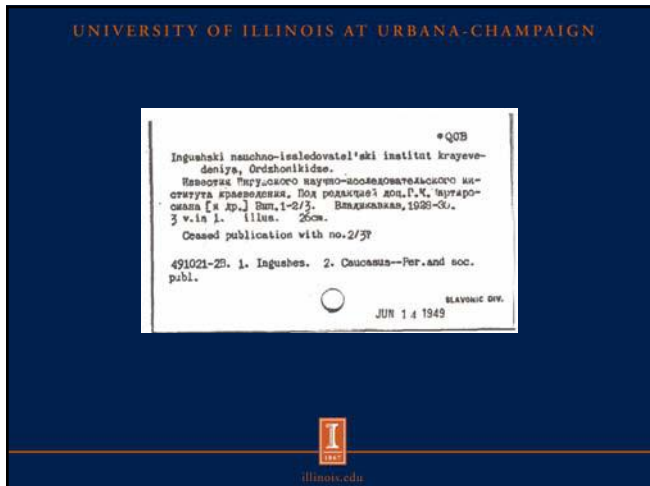 UNIVERSITY OF ILLINOIS AT URBANA-CHAMPAIGN
*QCB
Ingushski nauchno-issledovatel'ski institut krayeve-
deniya, Ordzhonikidze.
Известия Ингушского научно-исследовательского ин-
ститута краеведения. Под редакцией доц.Г.К. Мартиро-
сиана [и др.] Вып.1-2/3. Владикавказ,1928-30.
3 v.in 1. illus. 26cm.
Ceased publication with no.2/3?
491021-2B. 1. Ingushes. 2. Caucasus--Per.and soc.
publ.
SLAVONIC DIV.
JUN 14 1949
I
1867
illinois.edu